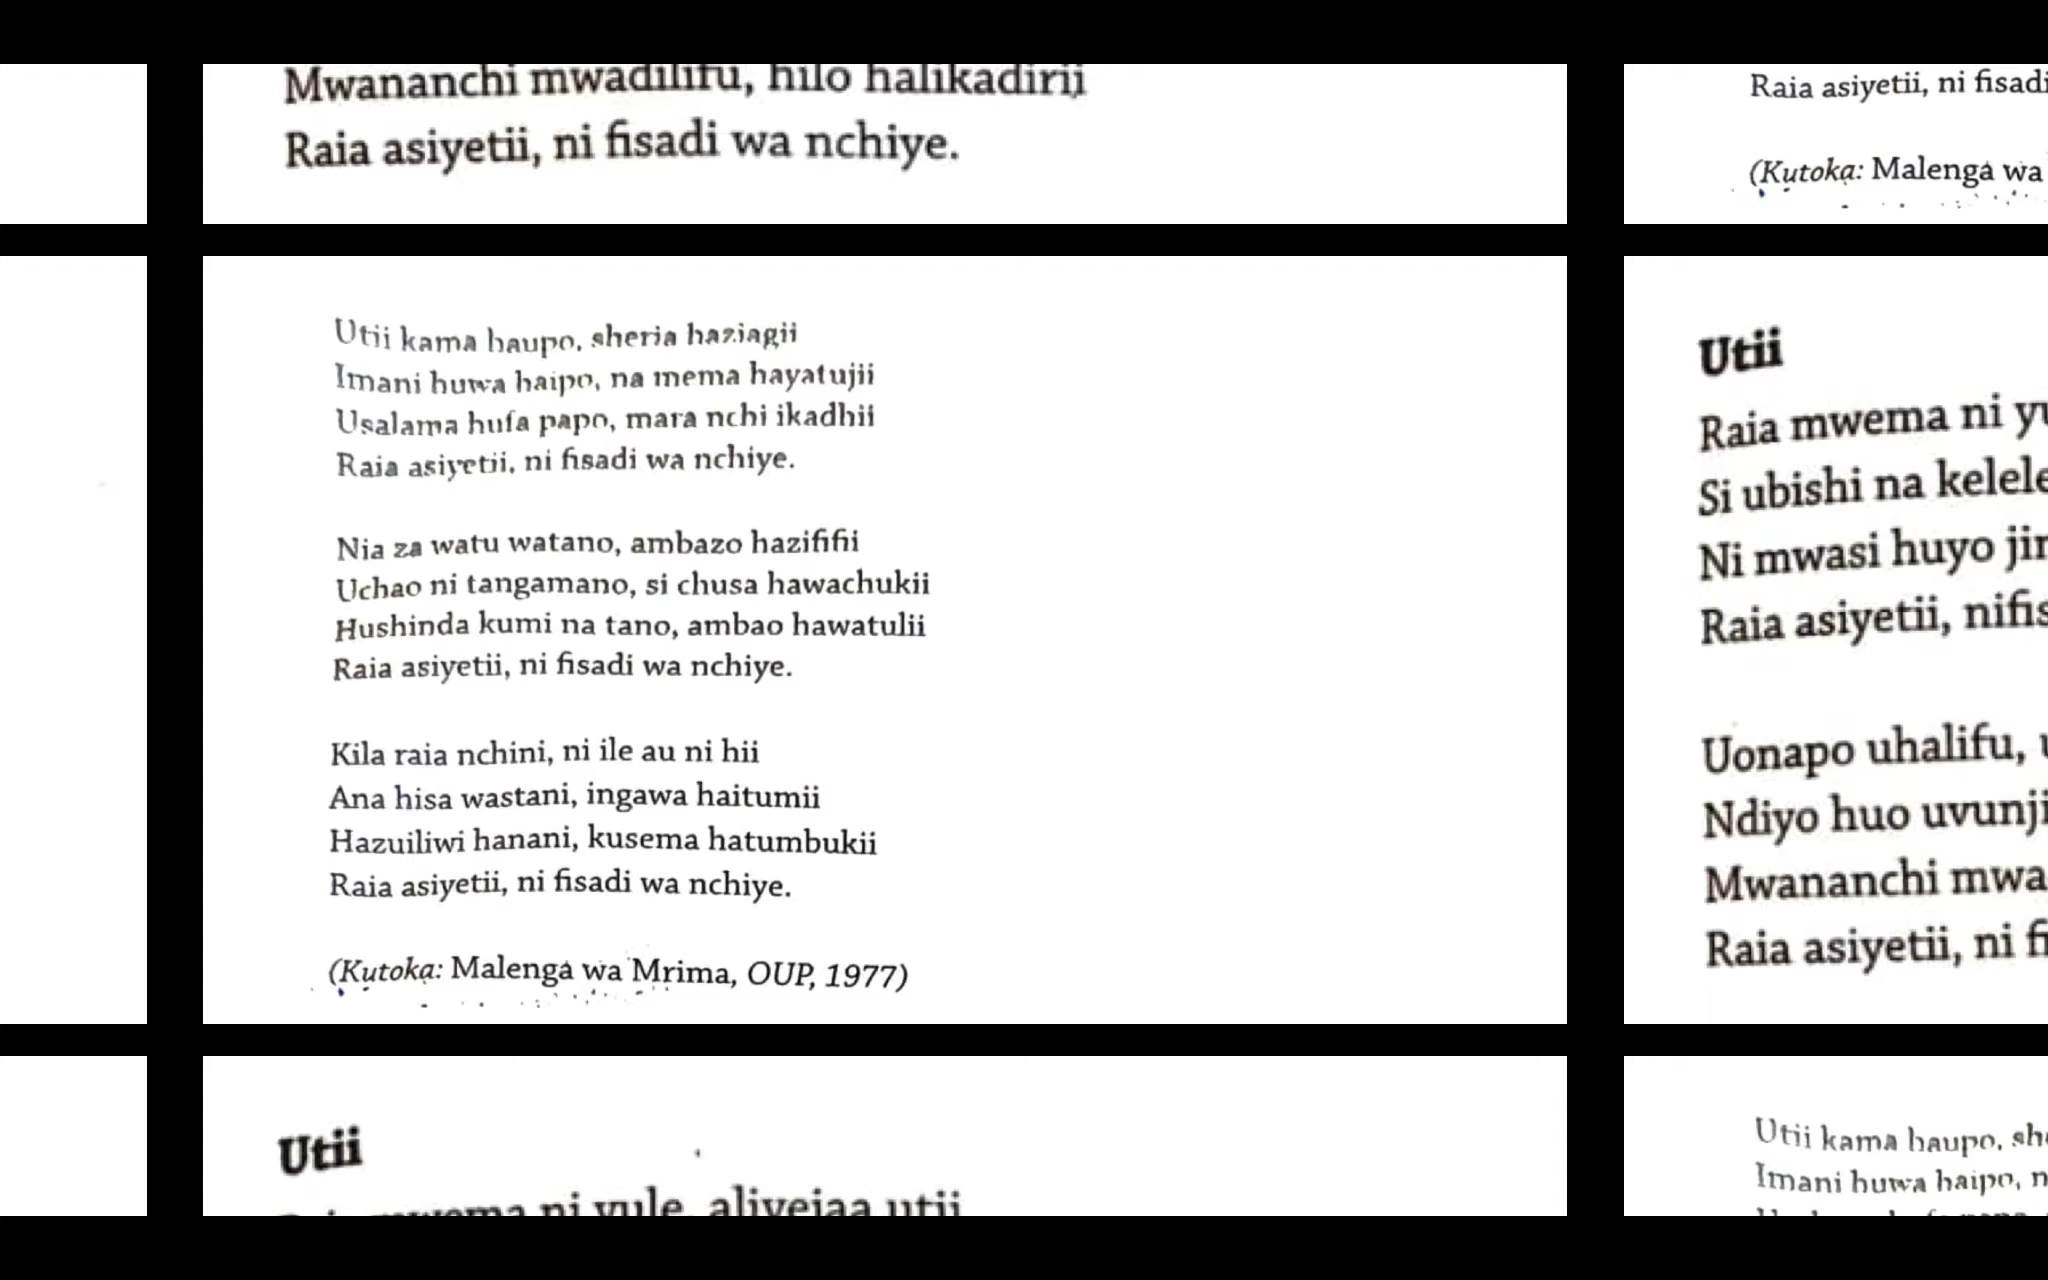 Mwananchi mwadilifu, hilo halikadirii
Raia asiyetii, ni fisadi wa nchiye.
Raia asiyetii, ni fisadi
(Kutoka: Malenga wa
Utii kama haupo, sheria haziagii
Imani huwa haipo, na mema hayatujii
Usalama hufa papo, mara nchi ikadhii
Raia asiyetii, ni fisadi wa nchiye.
Nia za watu watano, ambazo hazififii
Uchao ni tangamano, si chusa hawachukii
Hushinda kumi na tano, ambao hawatulii
Raia asiyetii, ni fisadi wa nchiye.
Kila raia nchini, ni ile au ni hii
Ana hisa wastani, ingawa haitumii
Hazuiliwi hanani, kusema hatumbukii
Raia asiyetii, ni fisadi wa nchiye.
(Kutoka: Malenga wa Mrima, OUP, 1977)
Utii
Raia mwema ni
Si ubishi na kelele
Ni mwasi huyo
Raia asiyetii,
Uonapo uhalifu,
Ndiyo huo
Mwananchi
Raia asiyetii, ni
Utii
mwema ni yule, aliyejaa utii
Utii kama haupo,
Imani huwa haipo,